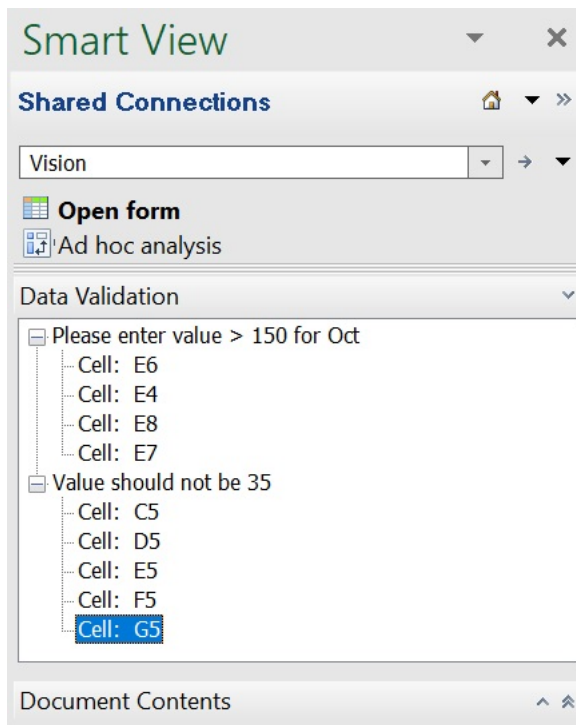 Smart View
Shared Connections
Vision
Open form
Ad hoc analysis
Data Validation
Please enter value > 150 for Oct
Cell: E6
Cell: E4
Cell: E8
Cell: E7
Value should not be 35
Cell: C5
Cell: D5
Cell: E5
Cell: F5
Cell: G5
Document Contents